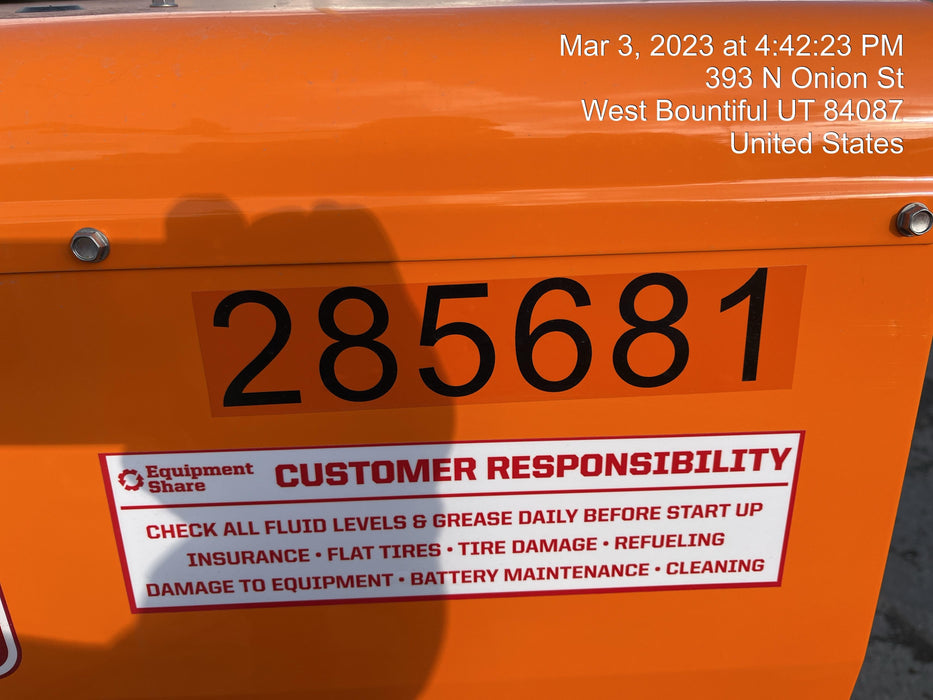 Mar 3, 2023 at 4:42:23 PM
393 N Onion St
West Bountiful UT 84087
United States
285681
Equipment
Share
CUSTOMER RESPONSIBILITY
CHECK ALL FLUID LEVELS & GREASE DAILY BEFORE START UP
INSURANCE • FLAT TIRES • TIRE DAMAGE • REFUELING
DAMAGE TO EQUIPMENT • BATTERY MAINTENANCE • CLEANING